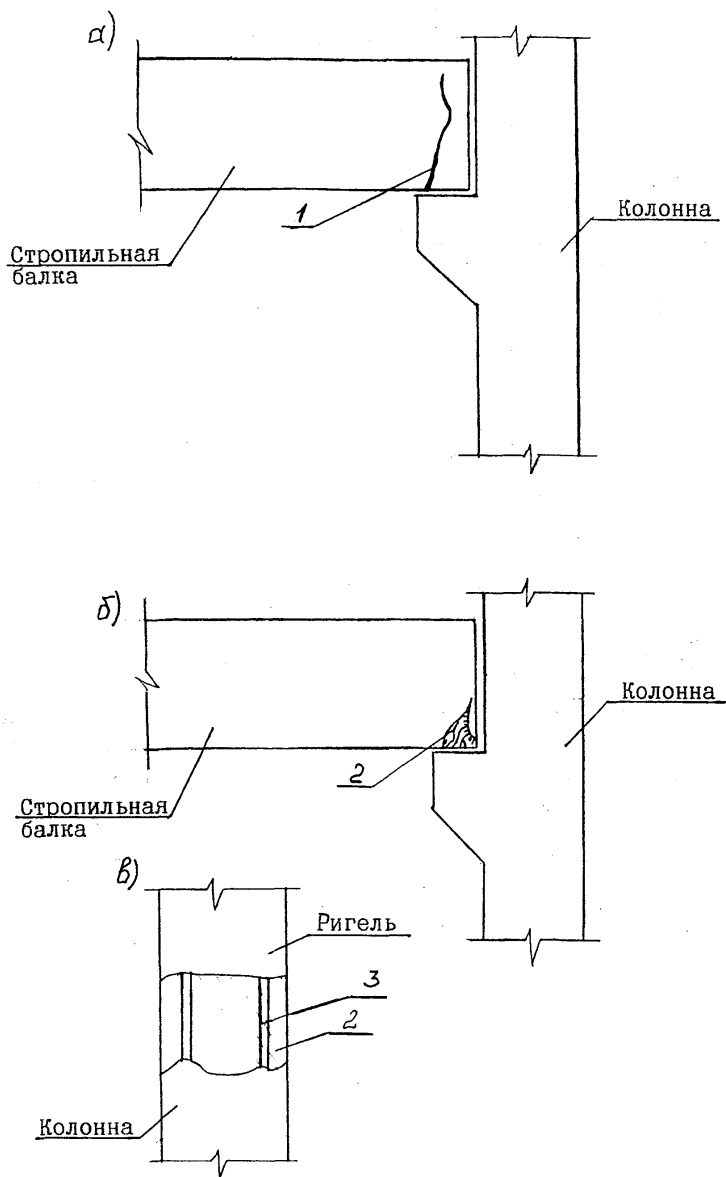 а)
1
Колонна
Стропильная
балка
б)
Колонна
2
Стропильная
балка
в)
Ригель
3
2
Колонна